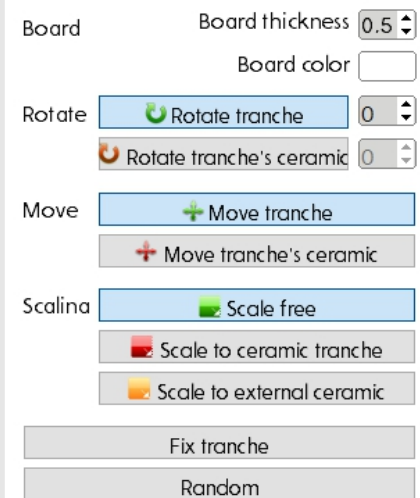 Board Board thickness 0.5
Board color
Rotate Rotate tranche 0
Rotate tranche's ceramic 0
Move Move tranche
Move tranche's ceramic
Scalina Scale free
Scale to ceramic tranche
Scale to external ceramic
Fix tranche
Random